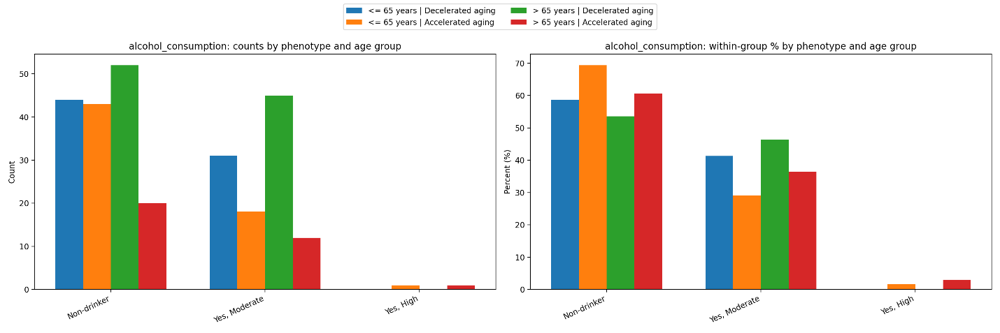 <= 65 years | Decelerated aging
<= 65 years | Accelerated aging
> 65 years | Decelerated aging
> 65 years | Accelerated aging
alcohol_consumption: counts by phenotype and age group
Count
50
40
30
20
10
0
Non-drinker
Yes, Moderate
Yes, High
alcohol_consumption: within-group % by phenotype and age group
Percent (%)
70
60
50
40
30
20
10
0
Non-drinker
Yes, Moderate
Yes, High